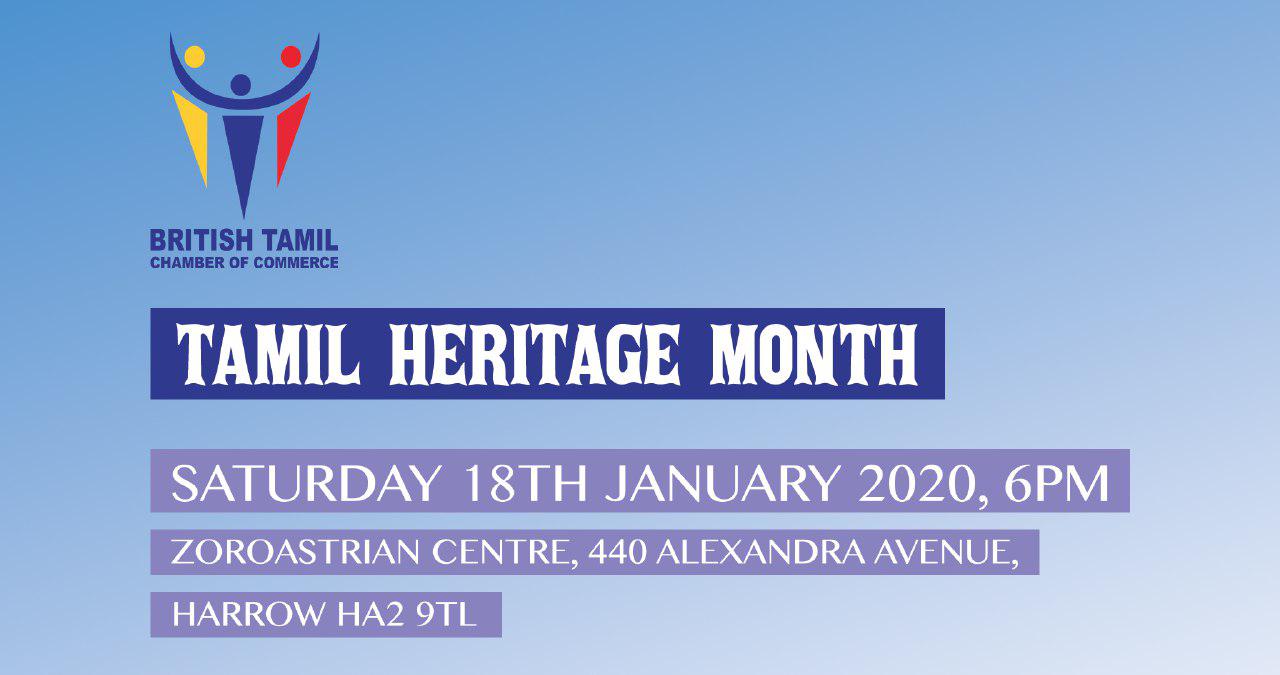 BRITISH TAMIL
CHAMBER OF COMMERCE
TAMIL HERITAGE MONTH
SATURDAY 18TH JANUARY 2020, 6PM
ZOROASTRIAN CENTRE, 440 ALEXANDRA AVENUE,
HARROW HA2 9TL